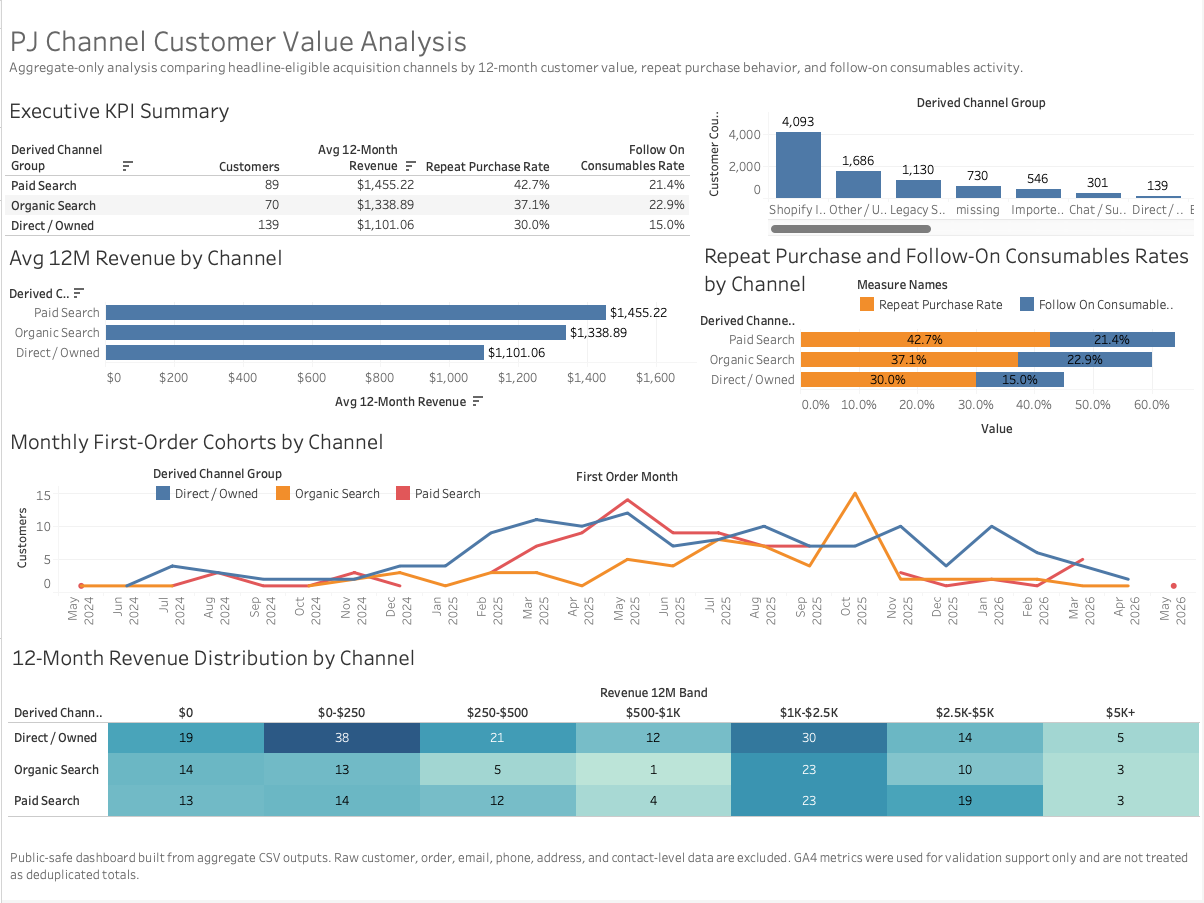 PJ Channel Customer Value Analysis
Aggregate-only analysis comparing headline-eligible acquisition channels by 12-month customer value, repeat purchase behavior, and follow-on consumables activity.
Executive KPI Summary
Derived Channel Group Customers Avg 12-Month Revenue Repeat Purchase Rate Follow On Consumables Rate
Paid Search 89 $1,455.22 42.7% 21.4%
Organic Search 70 $1,338.89 37.1% 22.9%
Direct / Owned 139 $1,101.06 30.0% 15.0%
Derived Channel Group
Customer Cou..
4,000
2,000
0
4,093 1,686 1,130 730 546 301 139
Shopify I.. Other / U.. Legacy S.. missing Importe.. Chat / Su.. Direct / ..
Avg 12M Revenue by Channel
Derived C..
Paid Search $1,455.22
Organic Search $1,338.89
Direct / Owned $1,101.06
$0 $200 $400 $600 $800 $1,000 $1,200 $1,400 $1,600
Avg 12-Month Revenue
Repeat Purchase and Follow-On Consumables Rates
by Channel
Measure Names
Repeat Purchase Rate Follow On Consumable..
Derived Channe..
Paid Search 42.7% 21.4%
Organic Search 37.1% 22.9%
Direct / Owned 30.0% 15.0%
0.0% 10.0% 20.0% 30.0% 40.0% 50.0% 60.0%
Value
Monthly First-Order Cohorts by Channel
Derived Channel Group
Direct / Owned Organic Search Paid Search
First Order Month
Customers
15
10
5
0
May 2024 Jun 2024 Jul 2024 Aug 2024 Sep 2024 Oct 2024 Nov 2024 Dec 2024 Jan 2025 Feb 2025 Mar 2025 Apr 2025 May 2025 Jun 2025 Jul 2025 Aug 2025 Sep 2025 Oct 2025 Nov 2025 Dec 2025 Jan 2026 Feb 2026 Mar 2026 Apr 2026 May 2026
12-Month Revenue Distribution by Channel
Revenue 12M Band
Derived Chann.. $0 $0-$250 $250-$500 $500-$1K $1K-$2.5K $2.5K-$5K $5K+
Direct / Owned 19 38 21 12 30 14 5
Organic Search 14 13 5 1 23 10 3
Paid Search 13 14 12 4 23 19 3
Public-safe dashboard built from aggregate CSV outputs. Raw customer, order, email, phone, address, and contact-level data are excluded. GA4 metrics were used for validation support only and are not treated
as deduplicated totals.